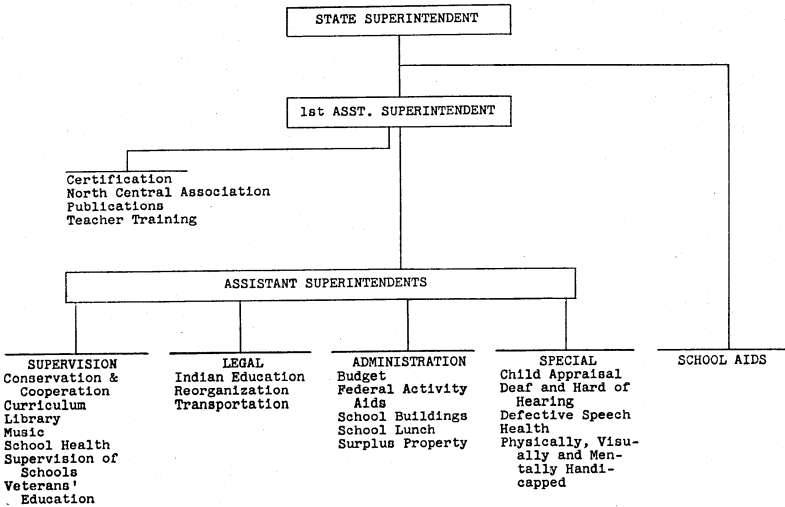 STATE SUPERINTENDENT
1st ASST. SUPERINTENDENT
Certification
North Central Association
Publications
Teacher Training
ASSISTANT SUPERINTENDENTS
SUPERVISION
Conservation &
Cooperation
Curriculum
Library
Music
School Health
Supervision of
Schools
Veterans'
Education
LEGAL
Indian Education
Reorganization
Transportation
ADMINISTRATION
Budget
Federal Activity
Aids
School Buildings
School Lunch
Surplus Property
SPECIAL
Child Appraisal
Deaf and Hard of
Hearing
Defective Speech
Health
Physically, Visu-
ally and Men-
tally Handi-
capped
SCHOOL AIDS